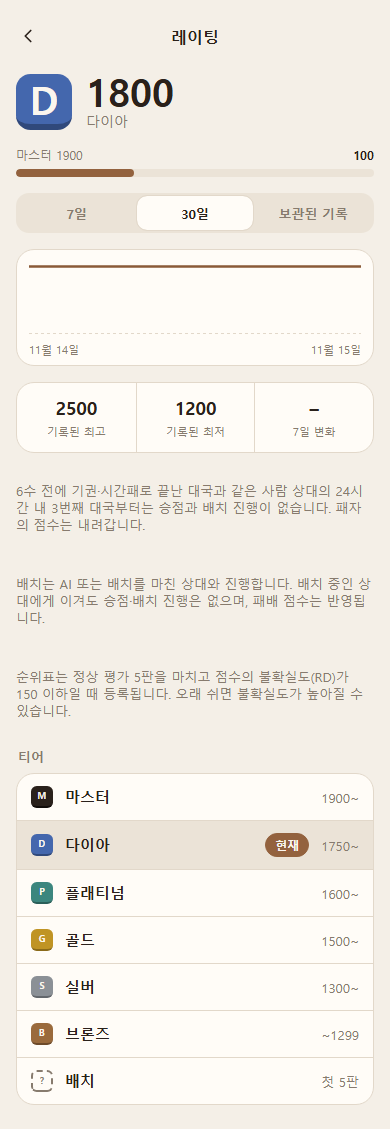 레이팅
D
1800
다이아
마스터 1900
100
7일
30일
보관된 기록
11월 14일
11월 15일
2500
기록된 최고
1200
기록된 최저
–
7일 변화
6수 전에 기권·시간패로 끝난 대국과 같은 사람 상대의 24시
간 내 3번째 대국부터는 승점과 배치 진행이 없습니다. 패자
의 점수는 내려갑니다.
배치는 AI 또는 배치를 마친 상대와 진행합니다. 배치 중인 상
대에게 이겨도 승점·배치 진행은 없으며, 패배 점수는 반영됩
니다.
순위표는 정상 평가 5판을 마치고 점수의 불확실도(RD)가
150 이하일 때 등록됩니다. 오래 쉬면 불확실도가 높아질 수
있습니다.
티어
M 마스터 1900~
D 다이아 현재 1750~
P 플래티넘 1600~
G 골드 1500~
S 실버 1300~
B 브론즈 ~1299
? 배치 첫 5판